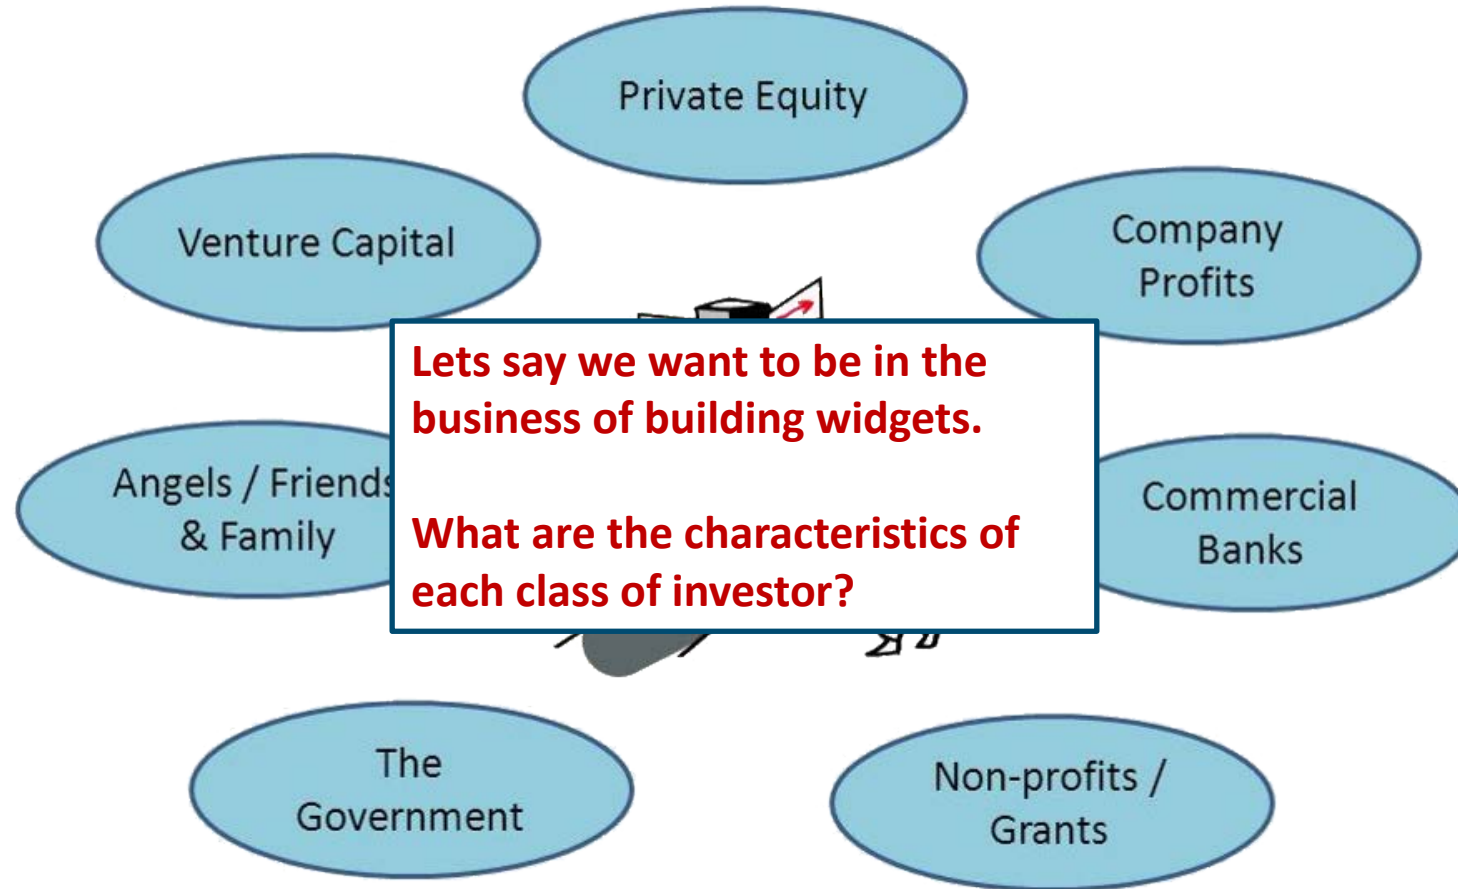 Private Equity
Venture Capital
Company
Profits
Lets say we want to be in the
business of building widgets.
What are the characteristics of
each class of investor?
Angels / Friends
& Family
Commercial
Banks
The
Government
Non-profits /
Grants